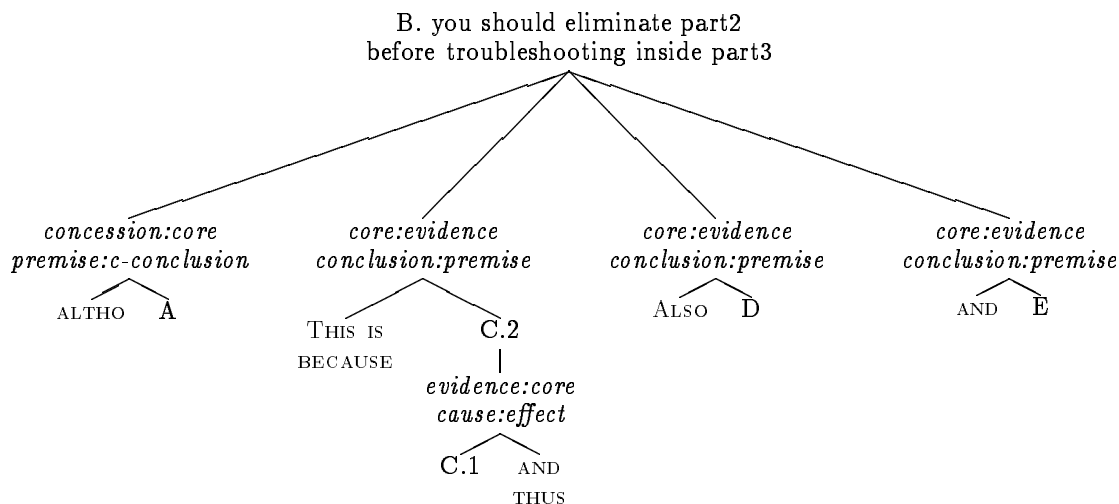 B. you should eliminate part2
before troubleshooting inside part3
concession:core
premise:c-conclusion
ALTHO A
core:evidence
conclusion:premise
THIS IS
BECAUSE
C.2
evidence:core
cause:effect
C.1 AND
THUS
core:evidence
conclusion:premise
ALSO D
core:evidence
conclusion:premise
AND E